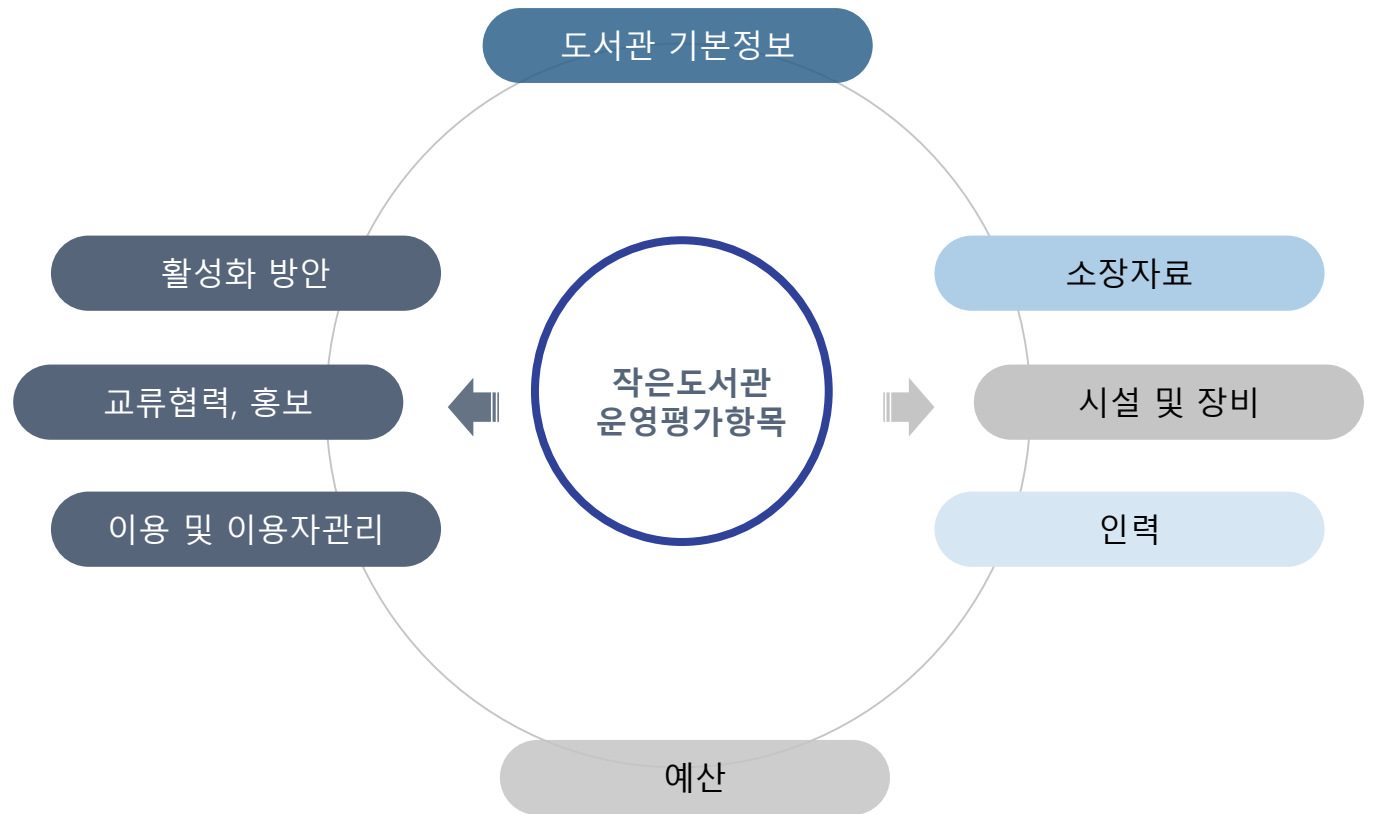 도서관 기본정보
활성화 방안
소장자료
교류협력, 홍보
작은도서관
운영평가항목
시설 및 장비
이용 및 이용자관리
인력
예산